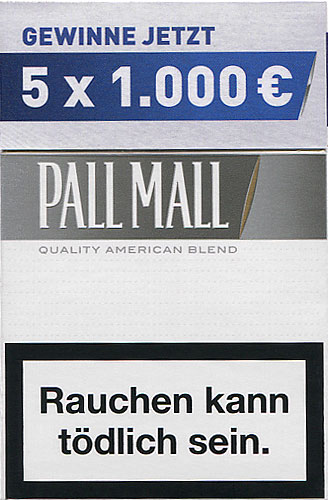 GEWINNE JETZT
5 x 1.000 €
PALL MALL
QUALITY AMERICAN BLEND
Rauchen kann
tödlich sein.